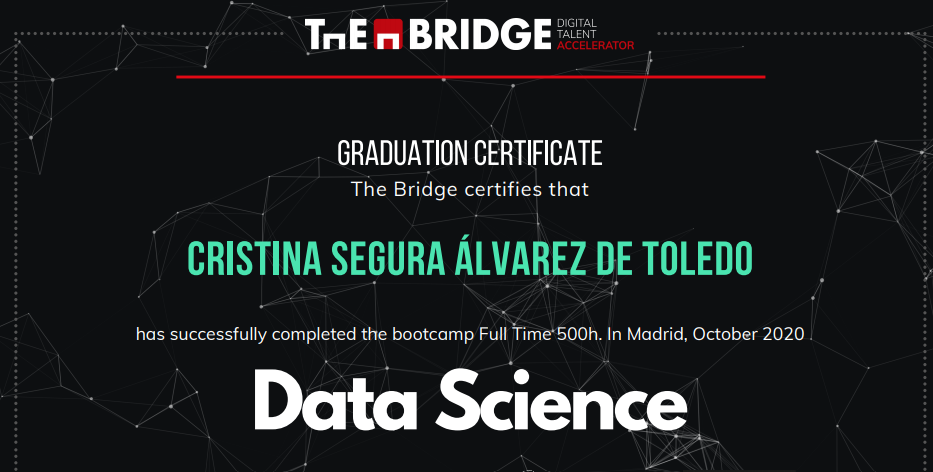 THE BRIDGE
DIGITAL
TALENT
ACCELERATOR
GRADUATION CERTIFICATE
The Bridge certifies that
CRISTINA SEGURA ÁLVAREZ DE TOLEDO
has successfully completed the bootcamp Full Time 500h. In Madrid, October 2020
Data Science